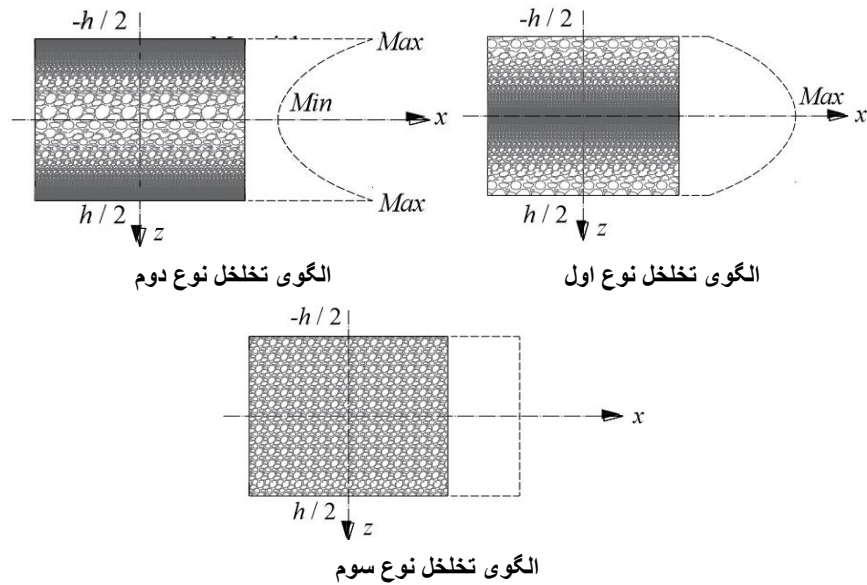 -h / 2
Max
Min
x
Max
h / 2
z
الگوی تخلخل نوع دوم
-h / 2
Max
x
h / 2
z
الگوی تخلخل نوع اول
-h / 2
x
h / 2
z
الگوی تخلخل نوع سوم